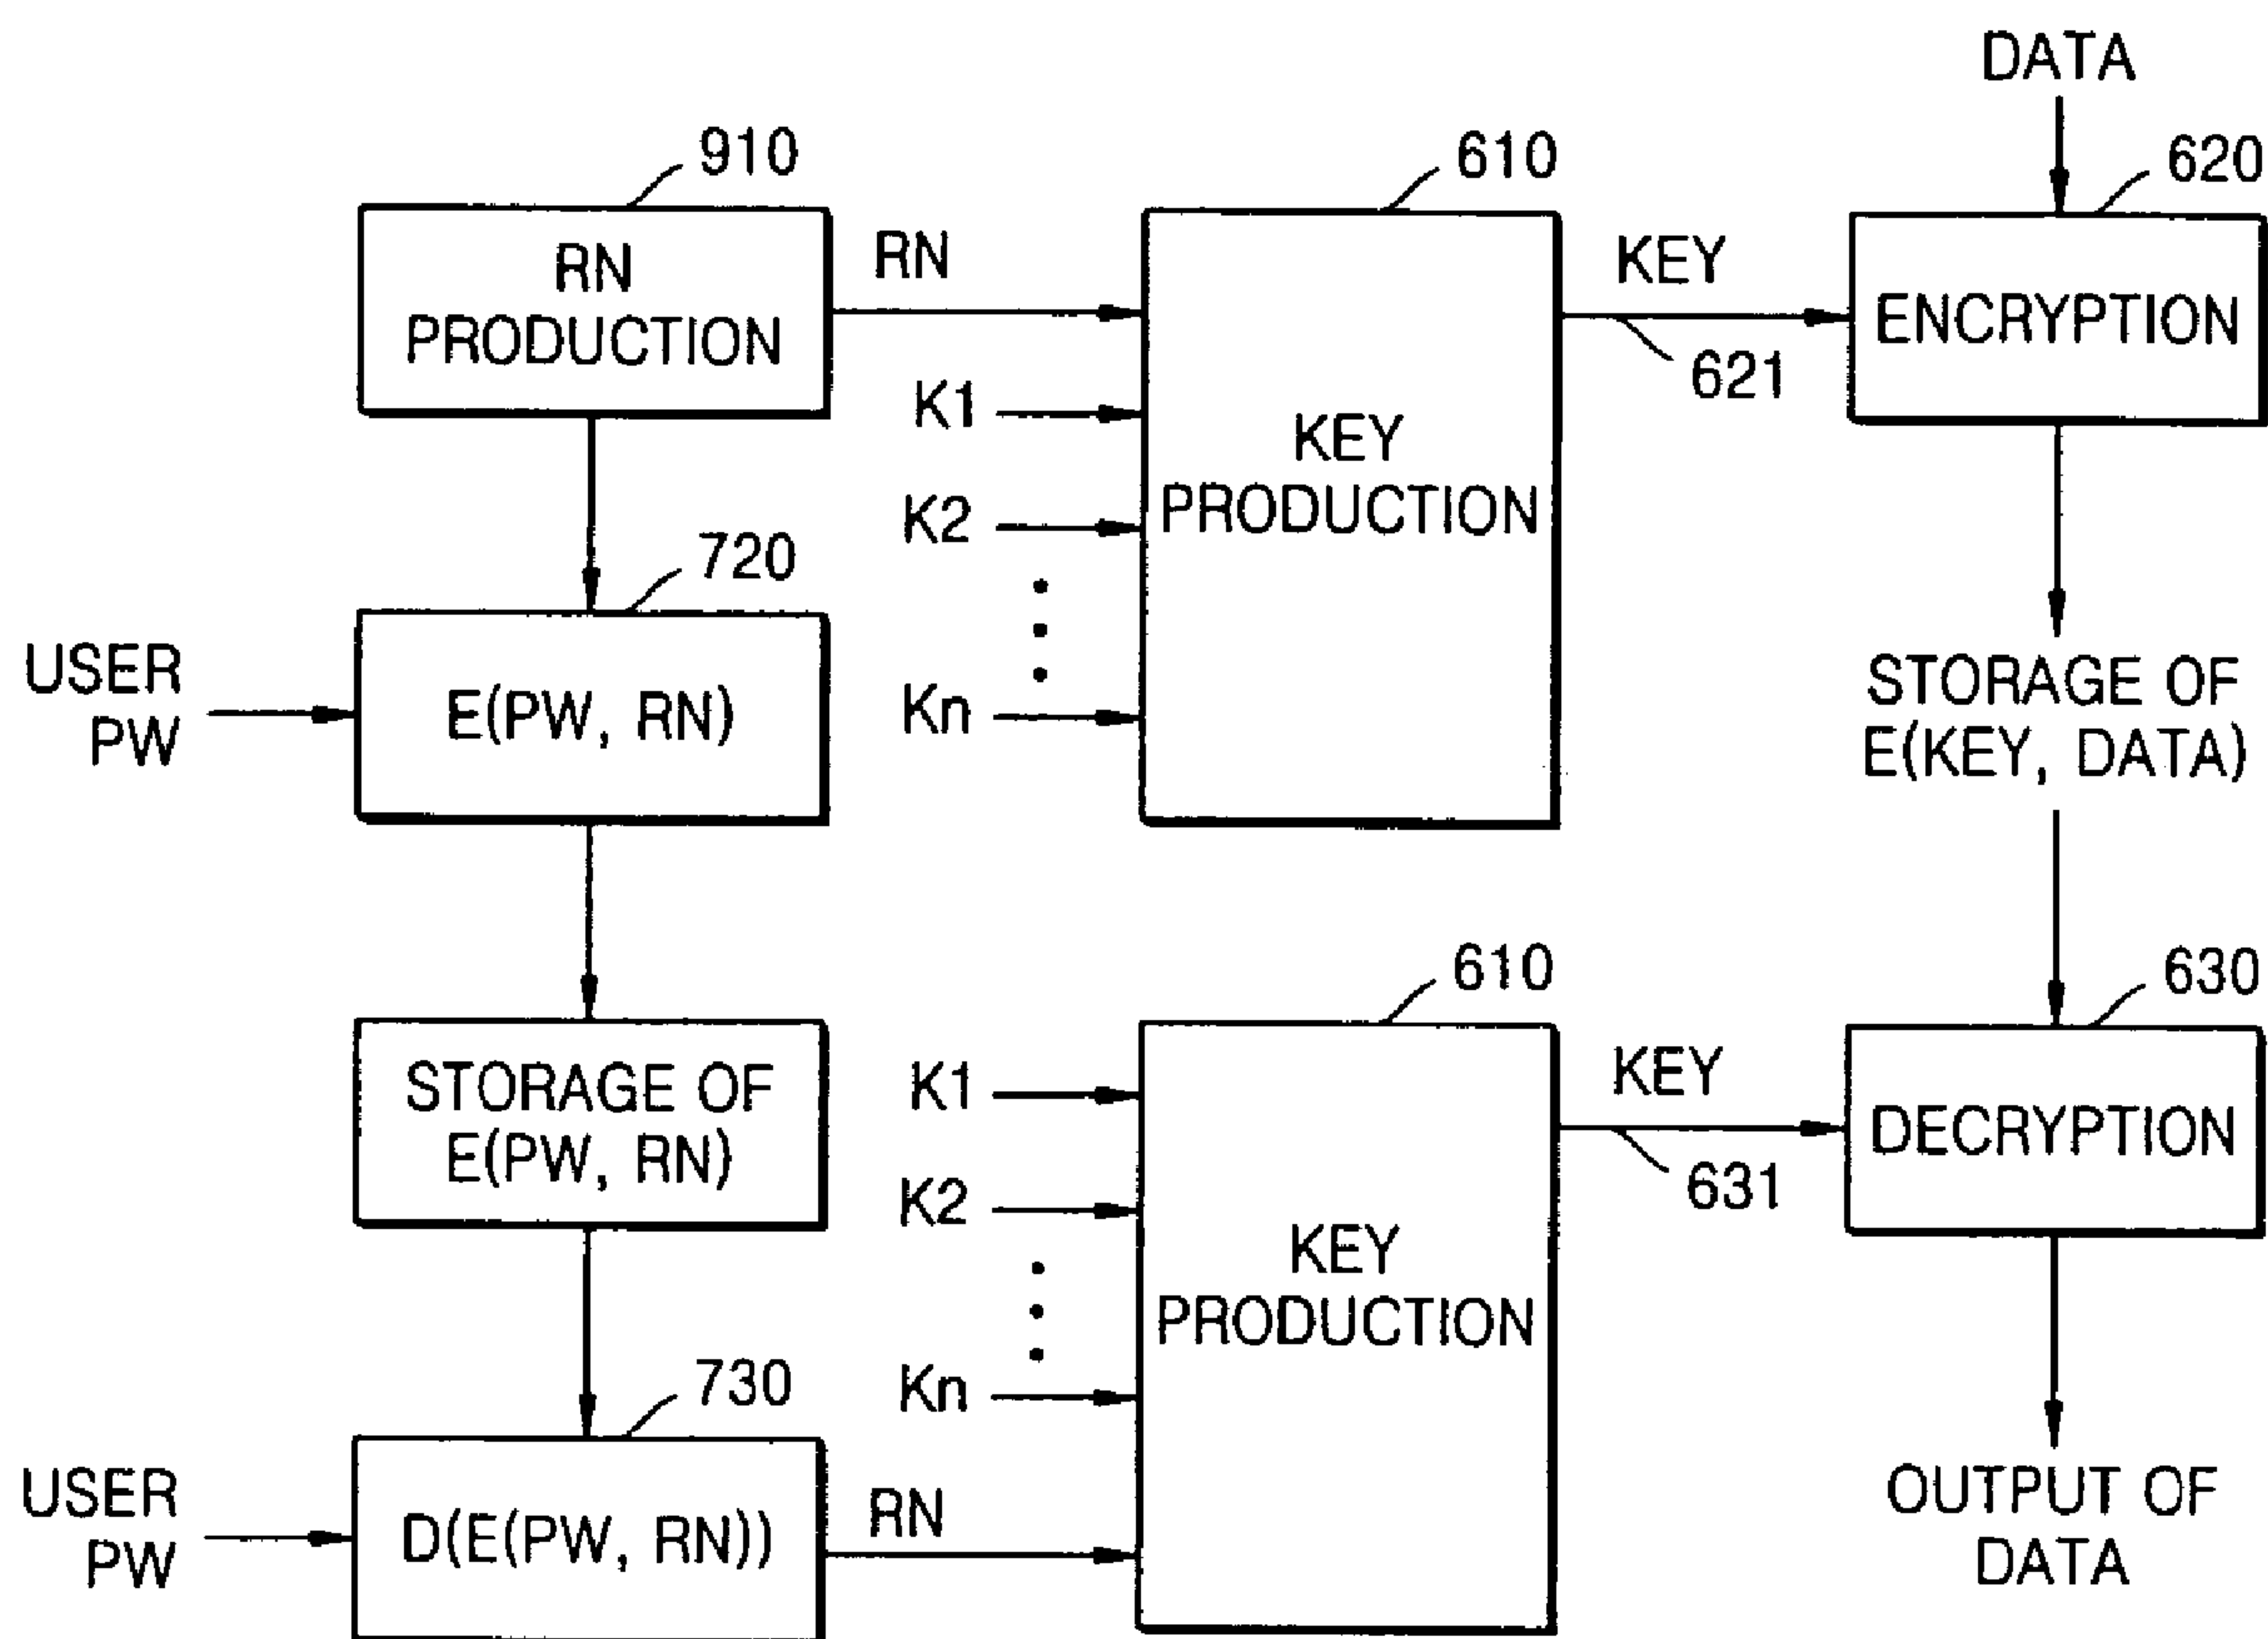 DATA
910
610
620
RN
PRODUCTION
RN
KEY
ENCRYPTION
621
K1
K2
Kn
KEY
PRODUCTION
720
USER
PW
E(PW, RN)
STORAGE OF
E(KEY, DATA)
610
630
STORAGE OF
E(PW, RN)
K1
K2
Kn
KEY
PRODUCTION
KEY
DECRYPTION
631
730
USER
PW
D(E(PW, RN))
RN
OUTPUT OF
DATA